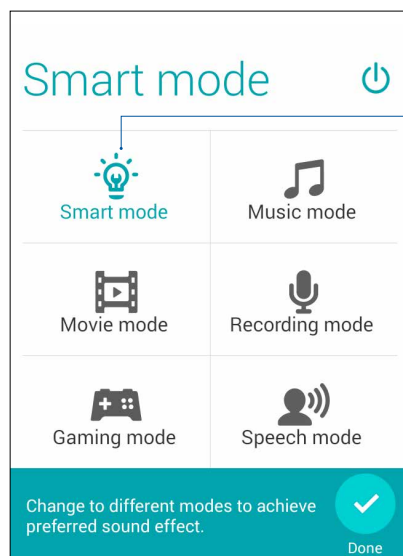 Smart mode
Smart mode
Music mode
Movie mode
Recording mode
Gaming mode
Speech mode
Change to different modes to achieve
preferred sound effect.
Done